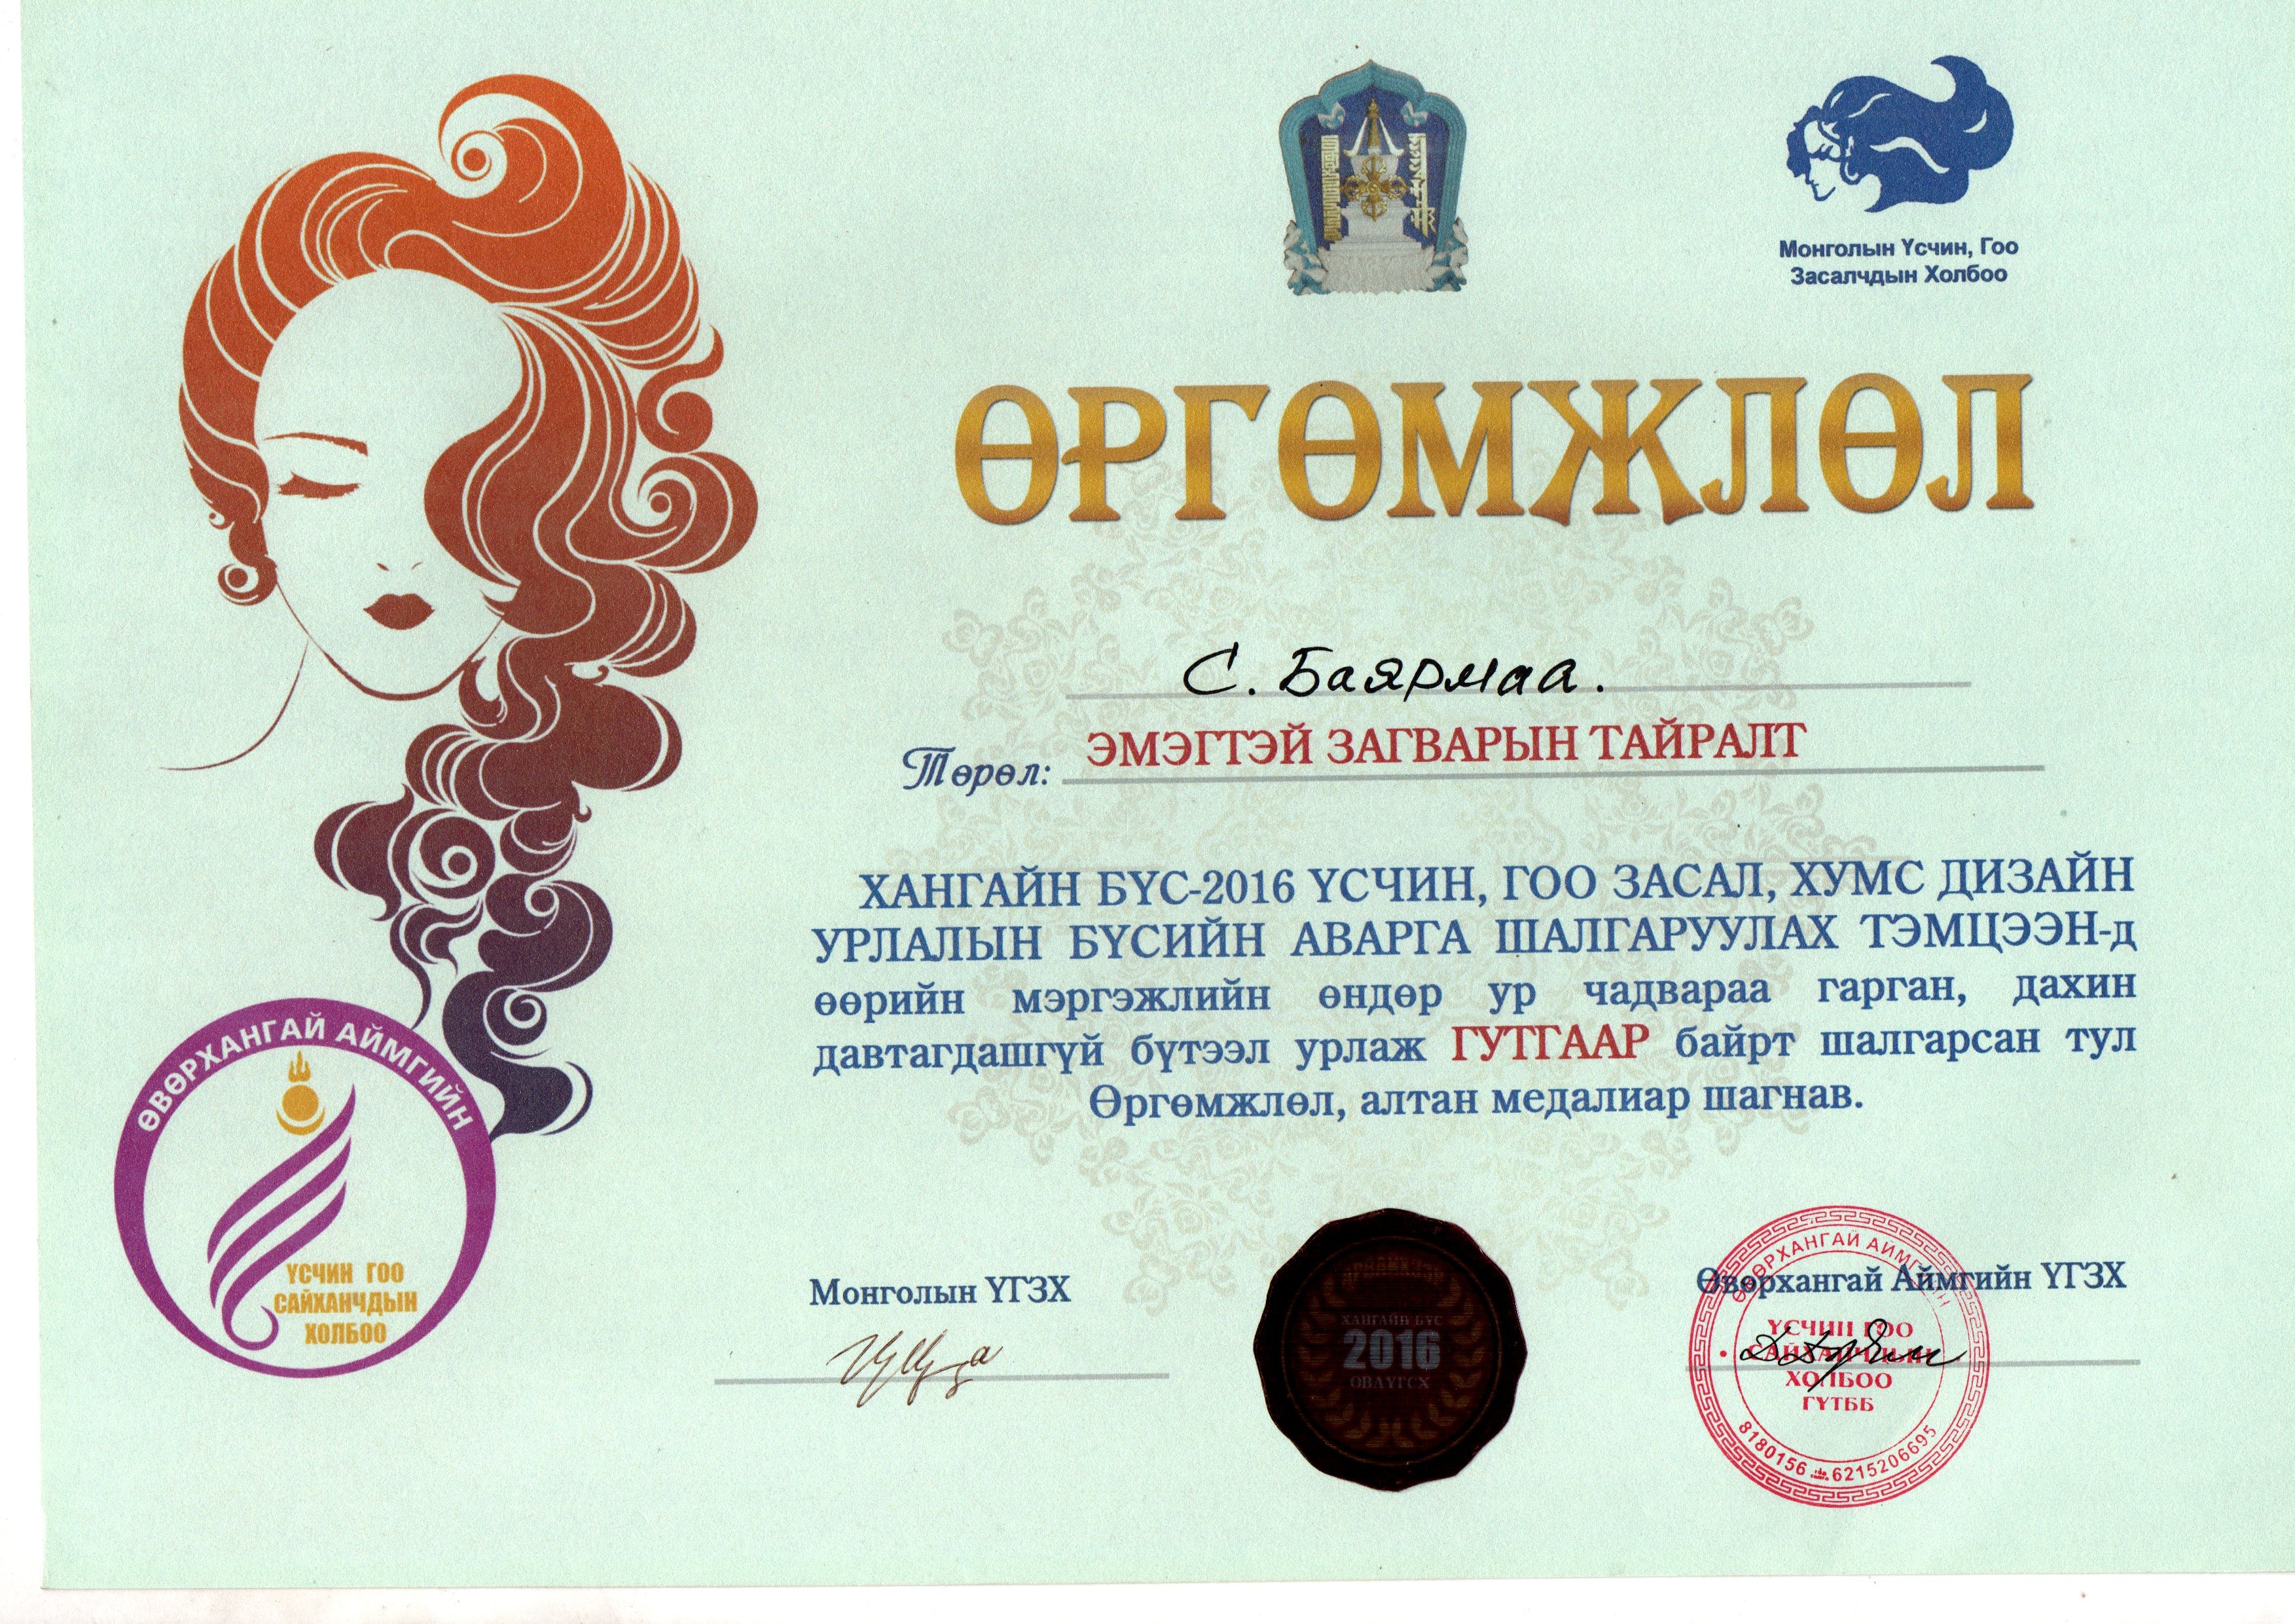 Монголын Үсчин, Гоо
Засалчдын Холбоо
ӨРГӨМЖЛӨЛ
С. Баярмаа.
Төрөл: ЭМЭГТЭЙ ЗАГВАРЫН ТАЙРАЛТ
ХАНГАЙН БҮС-2016 ҮСЧИН, ГОО ЗАСАЛ, ХУМС ДИЗАЙН
УРЛАЛЫН БҮСИЙН АВАРГА ШАЛГАРУУЛАХ ТЭМЦЭЭН-д
өөрийн мэргэжлийн өндөр ур чадвараа гарган, дахин
давтагдашгүй бүтээл урлаж ГУТГААР байрт шалгарсан тул
Өргөмжлөл, алтан медалиар шагнав.
ӨВӨРХАНГАЙ АЙМГИЙН
ҮСЧИН ГОО
САЙХАНЧДЫН
ХОЛБОО
Монголын ҮГЗХ
ХАНГАЙН БҮС
2016
Өвөрхангай Аймгийн ҮГЗХ
ӨВӨРХАНГАЙ АЙМГИЙН
ҮСЧИН ГОО
САЙХАНЧДЫН
ХОЛБОО
ГҮТББ
8180156 6215206695